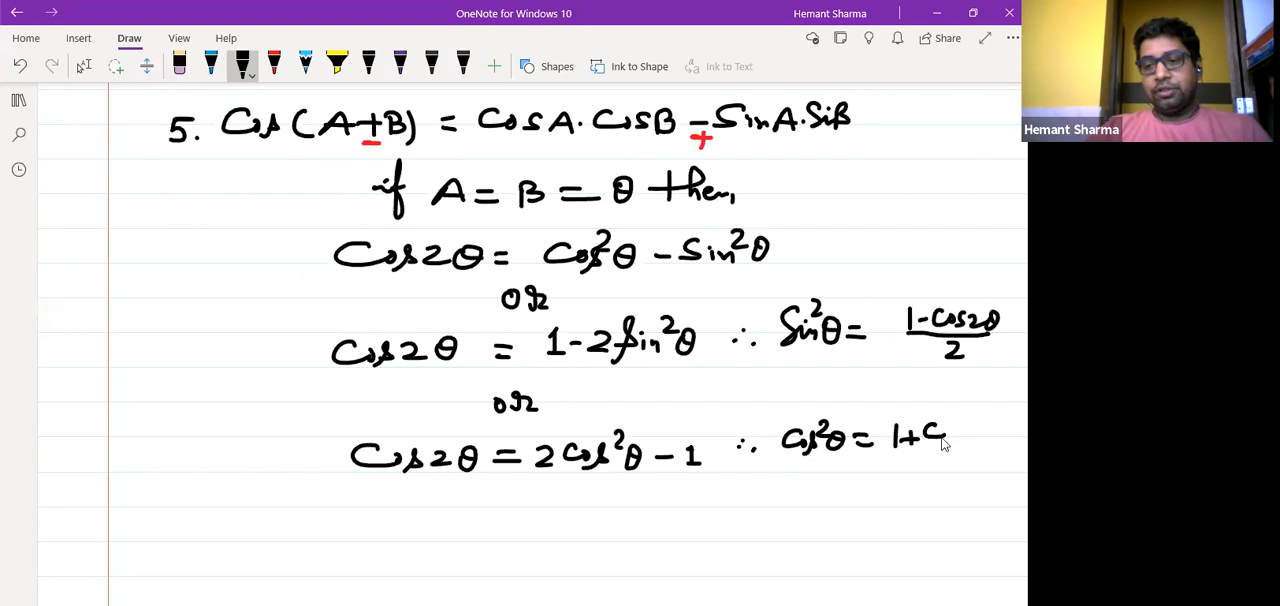 OneNote for Windows 10
Hemant Sharma
Home Insert Draw View Help
Share
Shapes Ink to Shape Ink to Text
5. Cos(A+B) = CosA.CosB - SinA.SiB
- +
if A = B = θ then,
Cos2θ = Cos²θ - Sin²θ
or
Cos2θ = 1-2Sin²θ ∴ Sin²θ = 1-Cos2θ
2
or
Cos2θ = 2Cos²θ - 1 ∴ Cos²θ = 1+C
Hemant Sharma